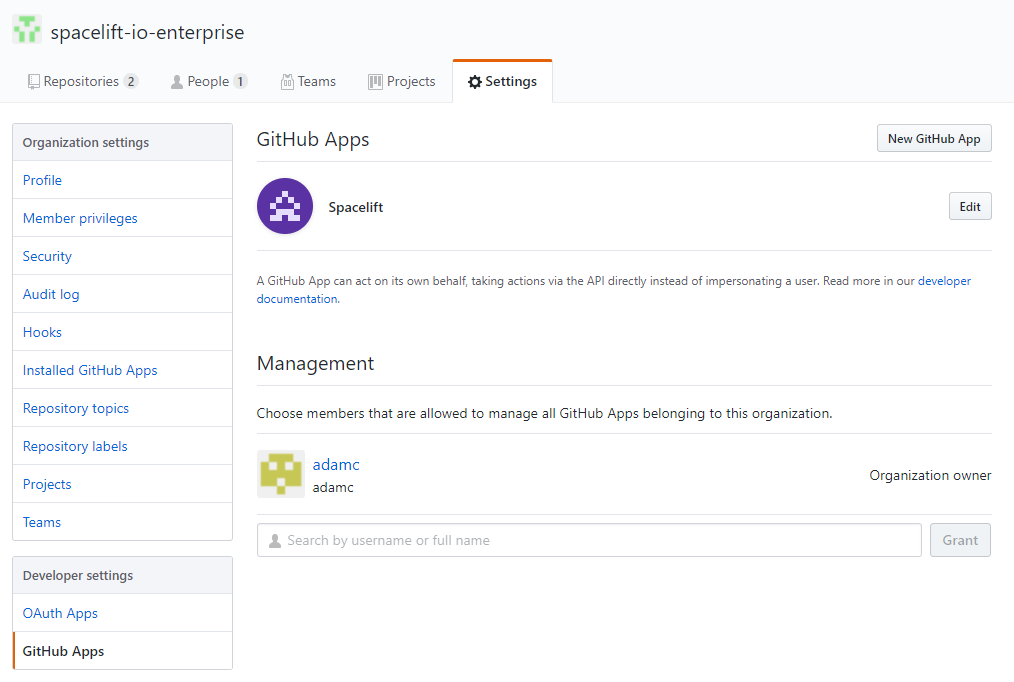 spacelift-io-enterprise
Repositories 2 People 1 Teams Projects Settings
Organization settings
Profile
Member privileges
Security
Audit log
Hooks
Installed GitHub Apps
Repository topics
Repository labels
Projects
Teams
Developer settings
OAuth Apps
GitHub Apps
GitHub Apps
New GitHub App
Spacelift
Edit
A GitHub App can act on its own behalf, taking actions via the API directly instead of impersonating a user. Read more in our developer
documentation.
Management
Choose members that are allowed to manage all GitHub Apps belonging to this organization.
adamc
adamc
Organization owner
Search by username or full name
Grant